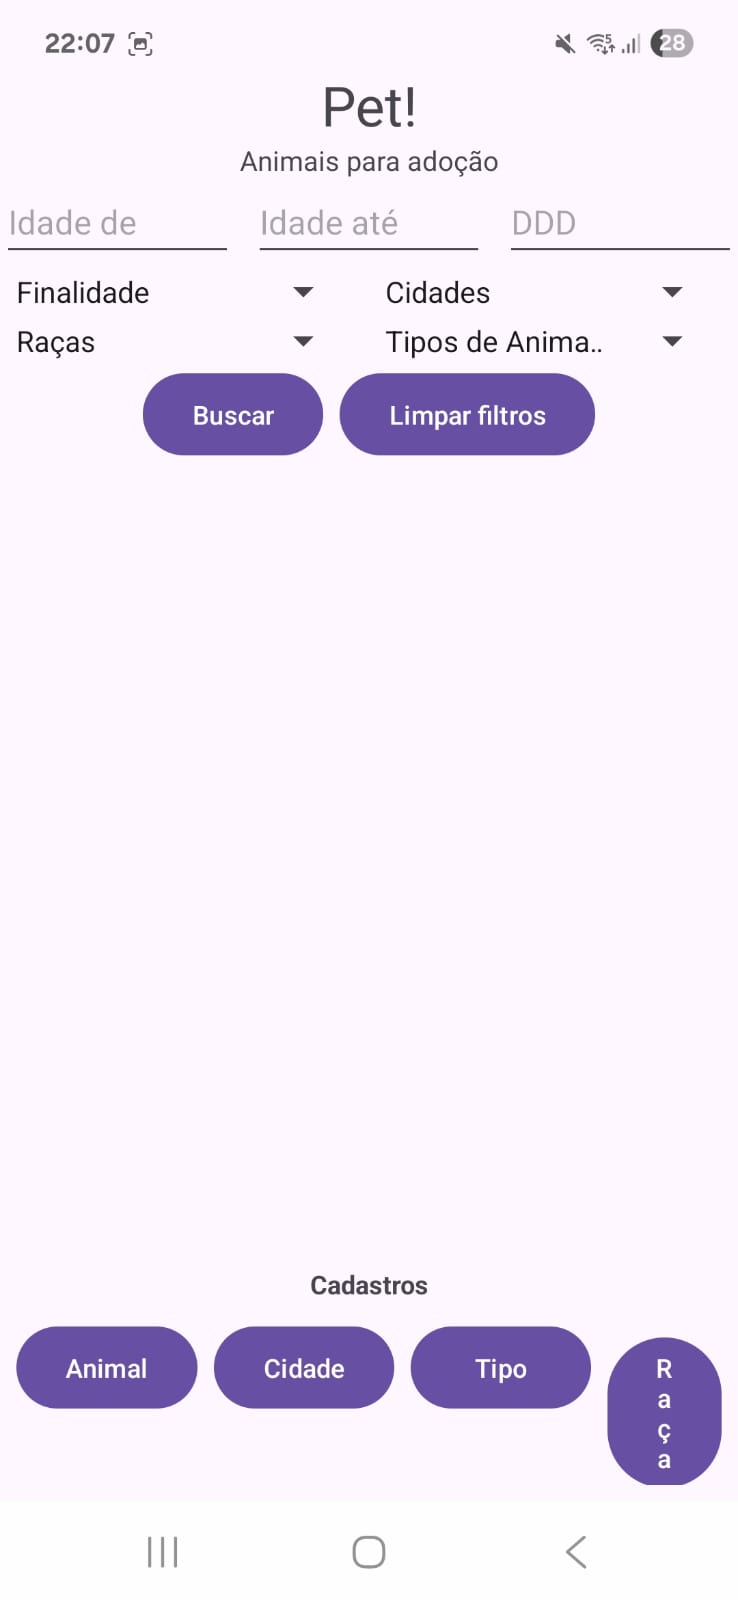 22:07 28
Pet!
Animais para adoção
Idade de Idade até DDD
Finalidade Cidades
Raças Tipos de Anima..
Buscar Limpar filtros
Cadastros
Animal Cidade Tipo Raça